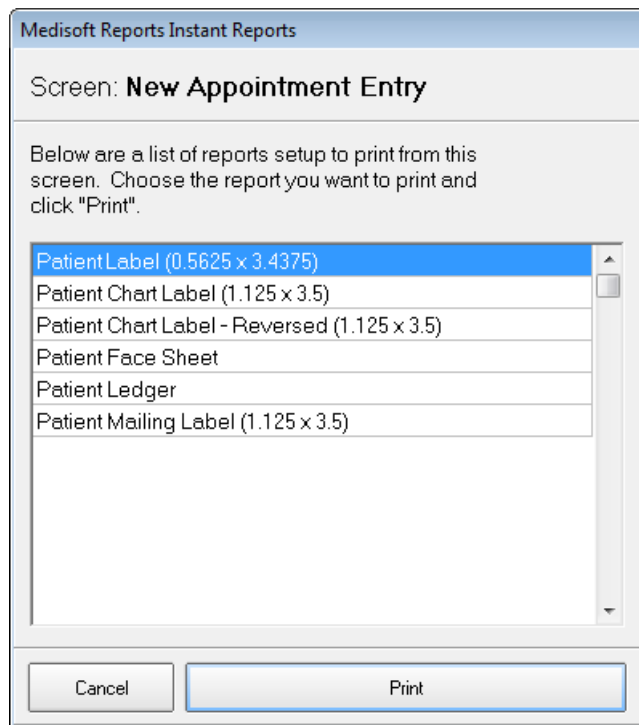 Medisoft Reports Instant Reports
Screen: New Appointment Entry
Below are a list of reports setup to print from this
screen. Choose the report you want to print and
click "Print".
Patient Label (0.5625 x 3.4375)
Patient Chart Label (1.125 x 3.5)
Patient Chart Label - Reversed (1.125 x 3.5)
Patient Face Sheet
Patient Ledger
Patient Mailing Label (1.125 x 3.5)
Cancel Print